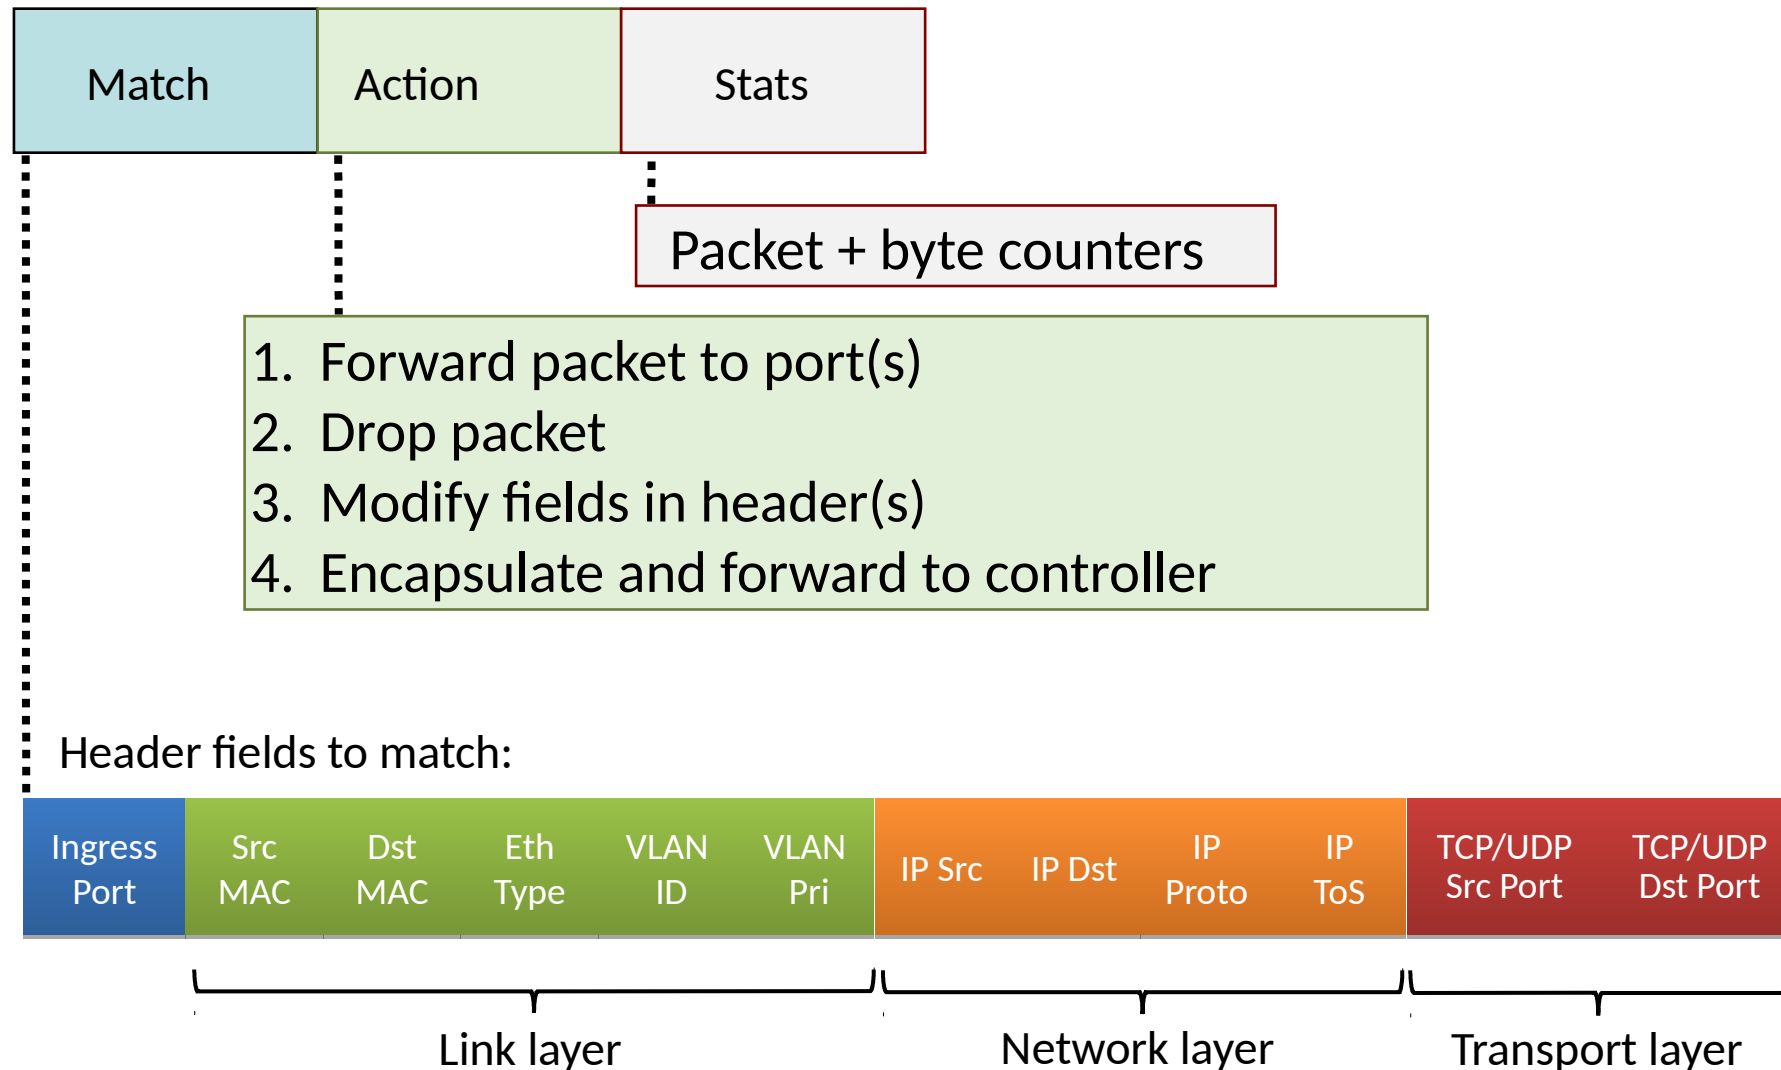 Match Action Stats
Packet + byte counters
1. Forward packet to port(s)
2. Drop packet
3. Modify fields in header(s)
4. Encapsulate and forward to controller
Header fields to match:
Ingress
Port
Src
MAC
Dst
MAC
Eth
Type
VLAN
ID
VLAN
Pri
IP Src
IP Dst
IP
Proto
IP
ToS
TCP/UDP
Src Port
TCP/UDP
Dst Port
Link layer
Network layer
Transport layer